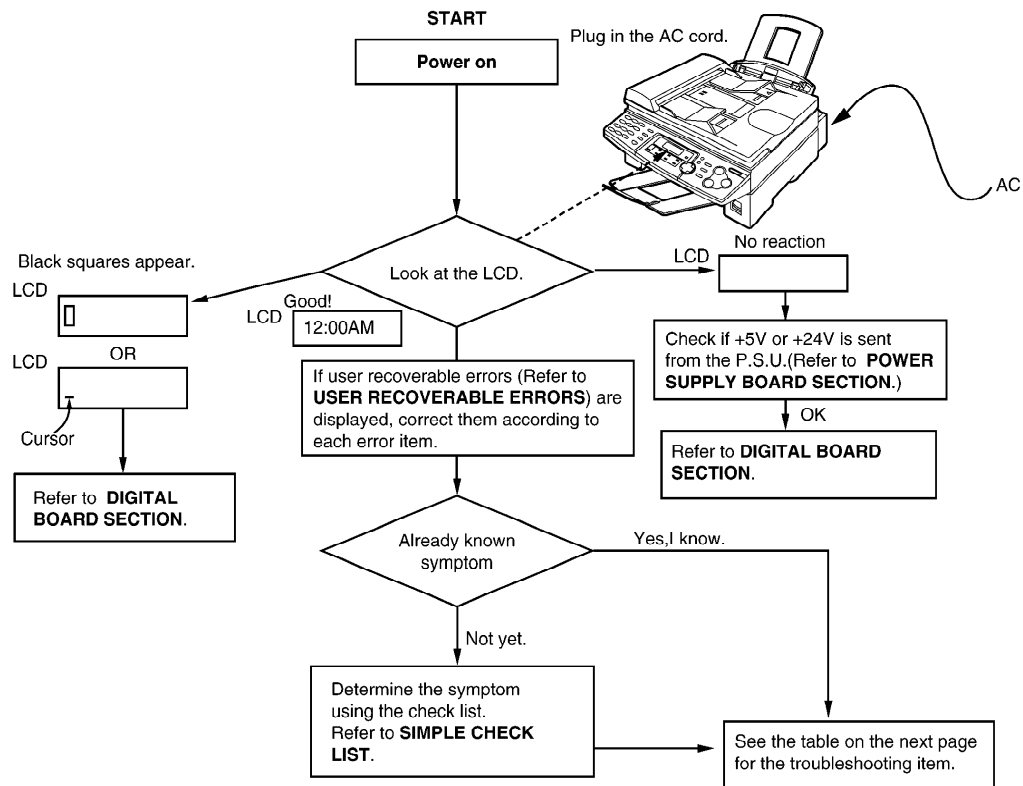 START
Power on
Plug in the AC cord.
AC
Look at the LCD.
Black squares appear.
LCD
OR
LCD
Cursor
Refer to DIGITAL
BOARD SECTION.
Good!
LCD
12:00AM
If user recoverable errors (Refer to
USER RECOVERABLE ERRORS) are
displayed, correct them according to
each error item.
No reaction
LCD
Check if +5V or +24V is sent
from the P.S.U.(Refer to POWER
SUPPLY BOARD SECTION.)
OK
Refer to DIGITAL BOARD
SECTION.
Already known
symptom
Yes,I know.
Not yet.
Determine the symptom
using the check list.
Refer to SIMPLE CHECK
LIST.
See the table on the next page
for the troubleshooting item.